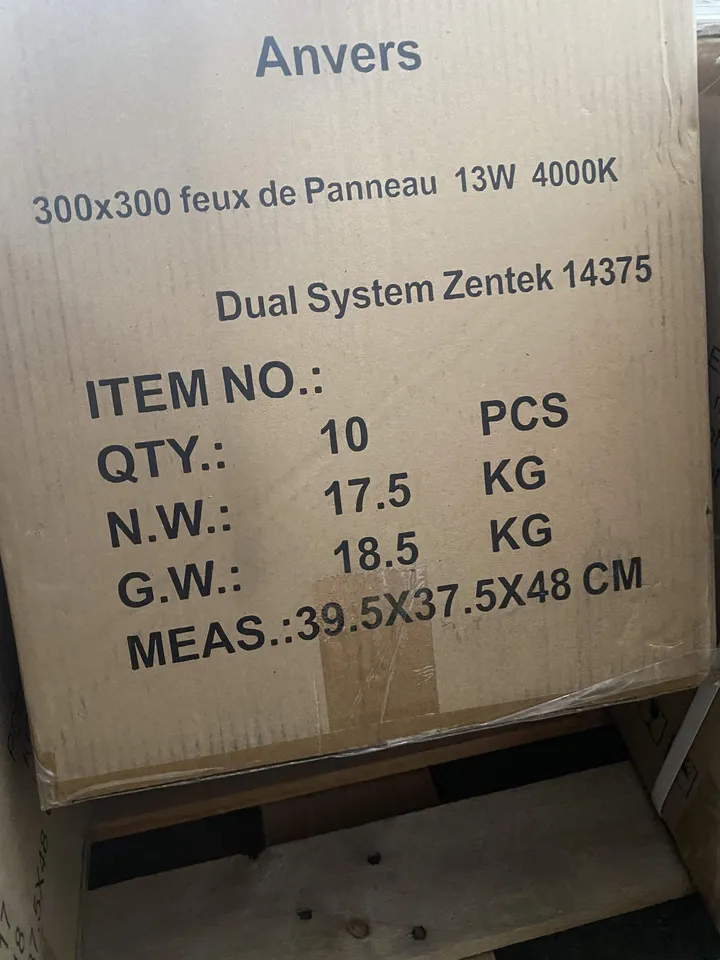 Anvers
300x300 feux de Panneau 13W 4000K
Dual System Zentek 14375
ITEM NO.:
QTY.: 10 PCS
N.W.: 17.5 KG
G.W.: 18.5 KG
MEAS.:39.5X37.5X48 CM